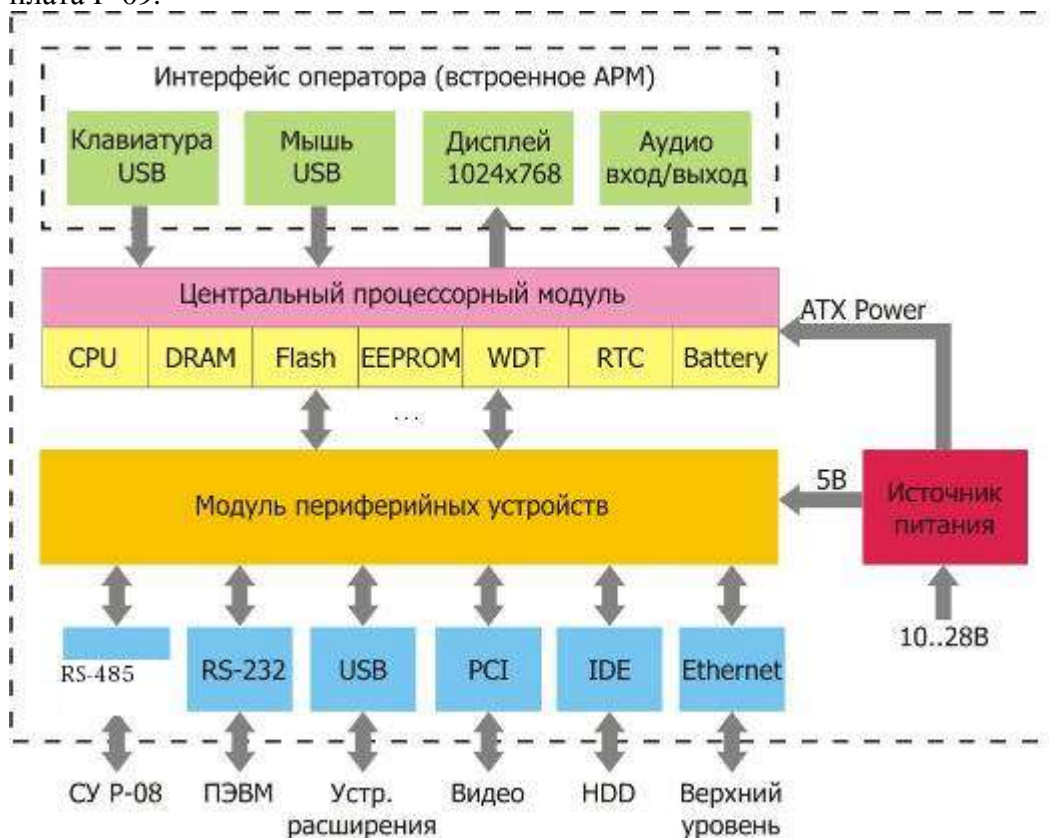 плата Р-09.
Интерфейс оператора (встроенное АРМ)
Клавиатура
USB
Мышь
USB
Дисплей
1024x768
Аудио
вход/выход
Центральный процессорный модуль
ATX Power
CPU
DRAM
Flash
EEPROM
WDT
RTC
Battery
...
Модуль периферийных устройств
5В
Источник
питания
10..28В
RS-485
RS-232
USB
PCI
IDE
Ethernet
СУ Р-08
ПЭВМ
Устр.
расширения
Видео
HDD
Верхний
уровень